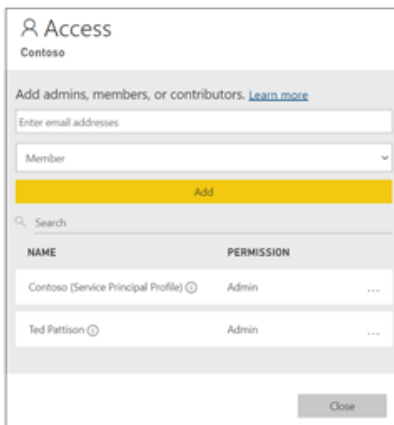 Access
Contoso
Add admins, members, or contributors. Learn more
Enter email addresses
Member
Add
Search
NAME PERMISSION
Contoso (Service Principal Profile) Admin ...
Ted Pattison Admin ...
Close